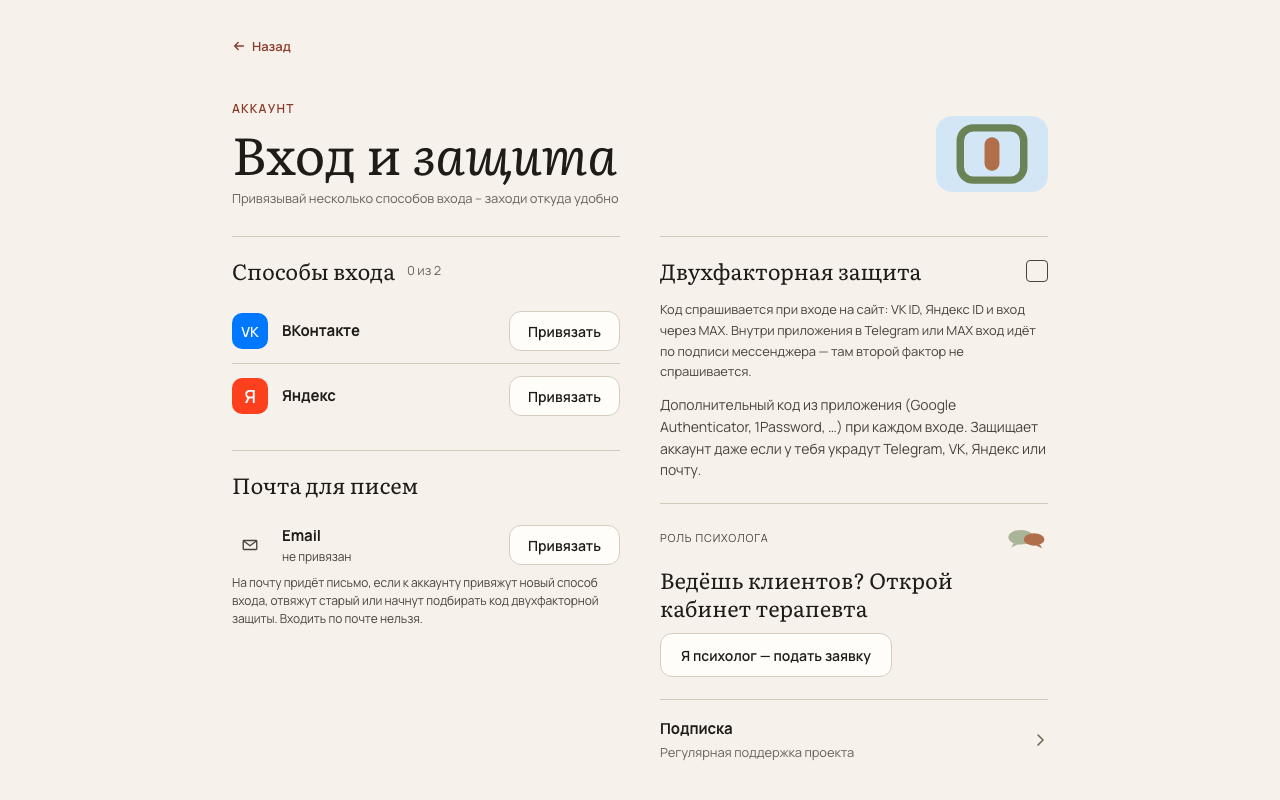 ← Назад
АККАУНТ
Вход и защита
Привязывай несколько способов входа – заходи откуда удобно
Способы входа 0 из 2
VK ВКонтакте Привязать
Я Яндекс Привязать
Почта для писем
Email Привязать
не привязан
На почту придёт письмо, если к аккаунту привяжут новый способ
входа, отвяжут старый или начнут подбирать код двухфакторной
защиты. Входить по почте нельзя.
Двухфакторная защита
Код спрашивается при входе на сайт: VK ID, Яндекс ID и вход
через MAX. Внутри приложения в Telegram или MAX вход идёт
по подписи мессенджера — там второй фактор не
спрашивается.
Дополнительный код из приложения (Google
Authenticator, 1Password, …) при каждом входе. Защищает
аккаунт даже если у тебя украдут Telegram, VK, Яндекс или
почту.
РОЛЬ ПСИХОЛОГА
Ведёшь клиентов? Открой
кабинет терапевта
Я психолог — подать заявку
Подписка
Регулярная поддержка проекта